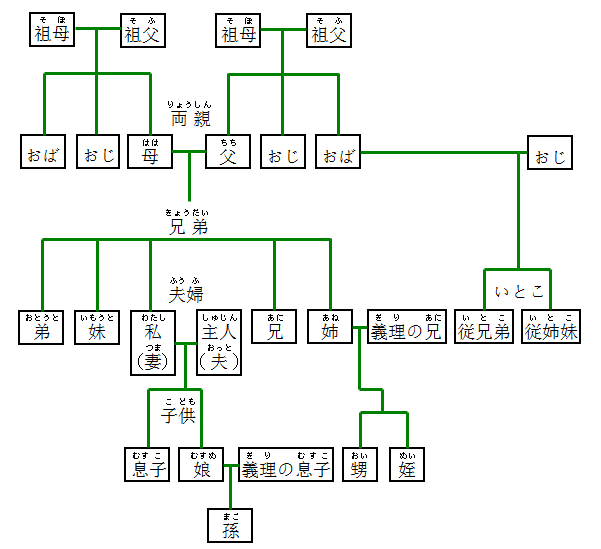 そぼ そふ そぼ そふ
祖母 祖父 祖母 祖父
りょうしん
両親
はは ちち
おば おじ 母 父 おじ おば おじ
きょうだい
兄弟
ふうふ
夫婦
いとこ
おとうと いもうと わたし しゅじん あに あね ぎり あに いとこ いとこ
弟 妹 私 主人 兄 姉 義理の兄 従兄弟 従姉妹
つま おっと
(妻) (夫)
こども
子供
むすこ むすめ ぎり むすこ おい めい
息子 娘 義理の息子 甥 姪
まご
孫